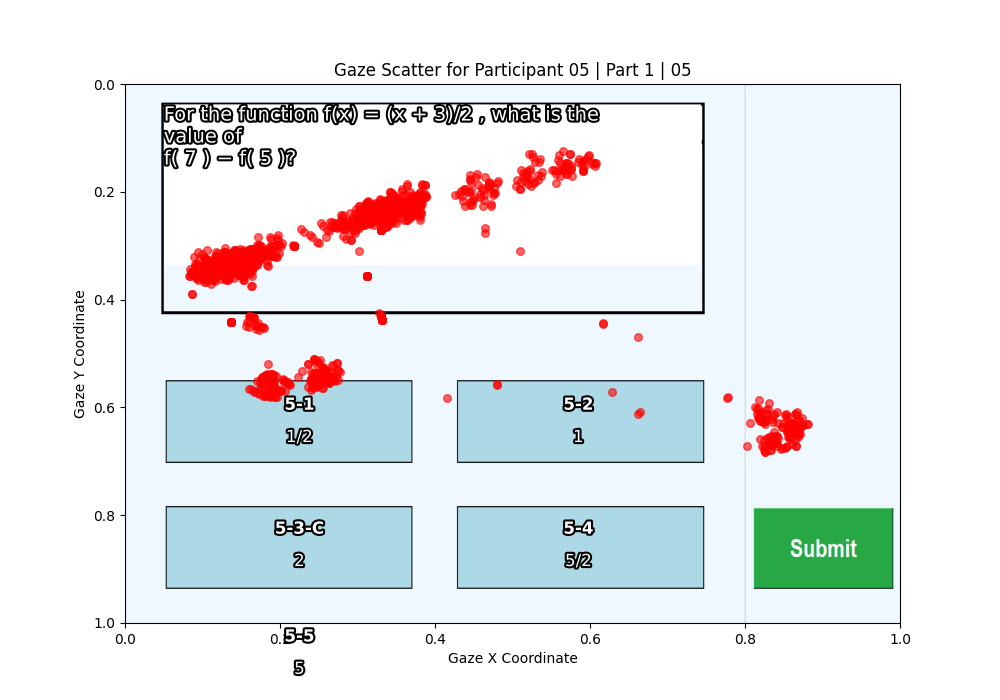 Gaze Scatter for Participant 05 | Part 1 | 05
For the function f(x) = (x + 3)/2 , what is the
value of
f( 7 ) − f( 5 )?
5-1
1/2
5-2
1
5-3-C
2
5-4
5/2
Submit
5-5
5
Gaze Y Coordinate
0.0
0.2
0.4
0.6
0.8
1.0
0.0
0.2
0.4
0.6
0.8
1.0
Gaze X Coordinate